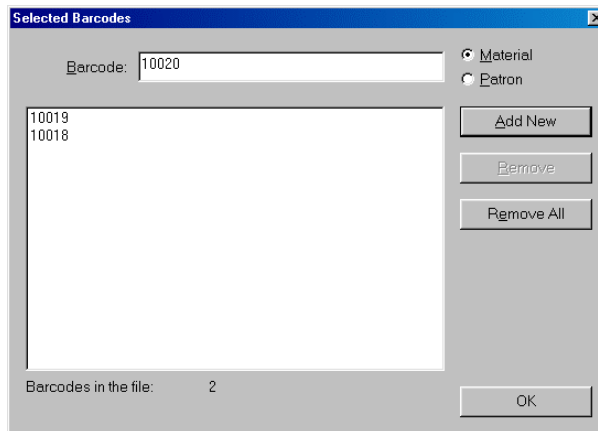 Selected Barcodes
Barcode: 10020
Material
Patron
10019
10018
Add New
Remove
Remove All
Barcodes in the file: 2
OK